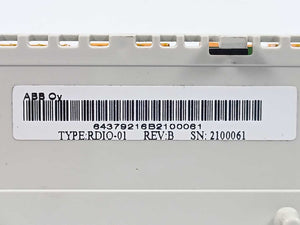 ABB Oy
64379216B2100061
TYPE:RDIO-01 REV:B SN: 2100061